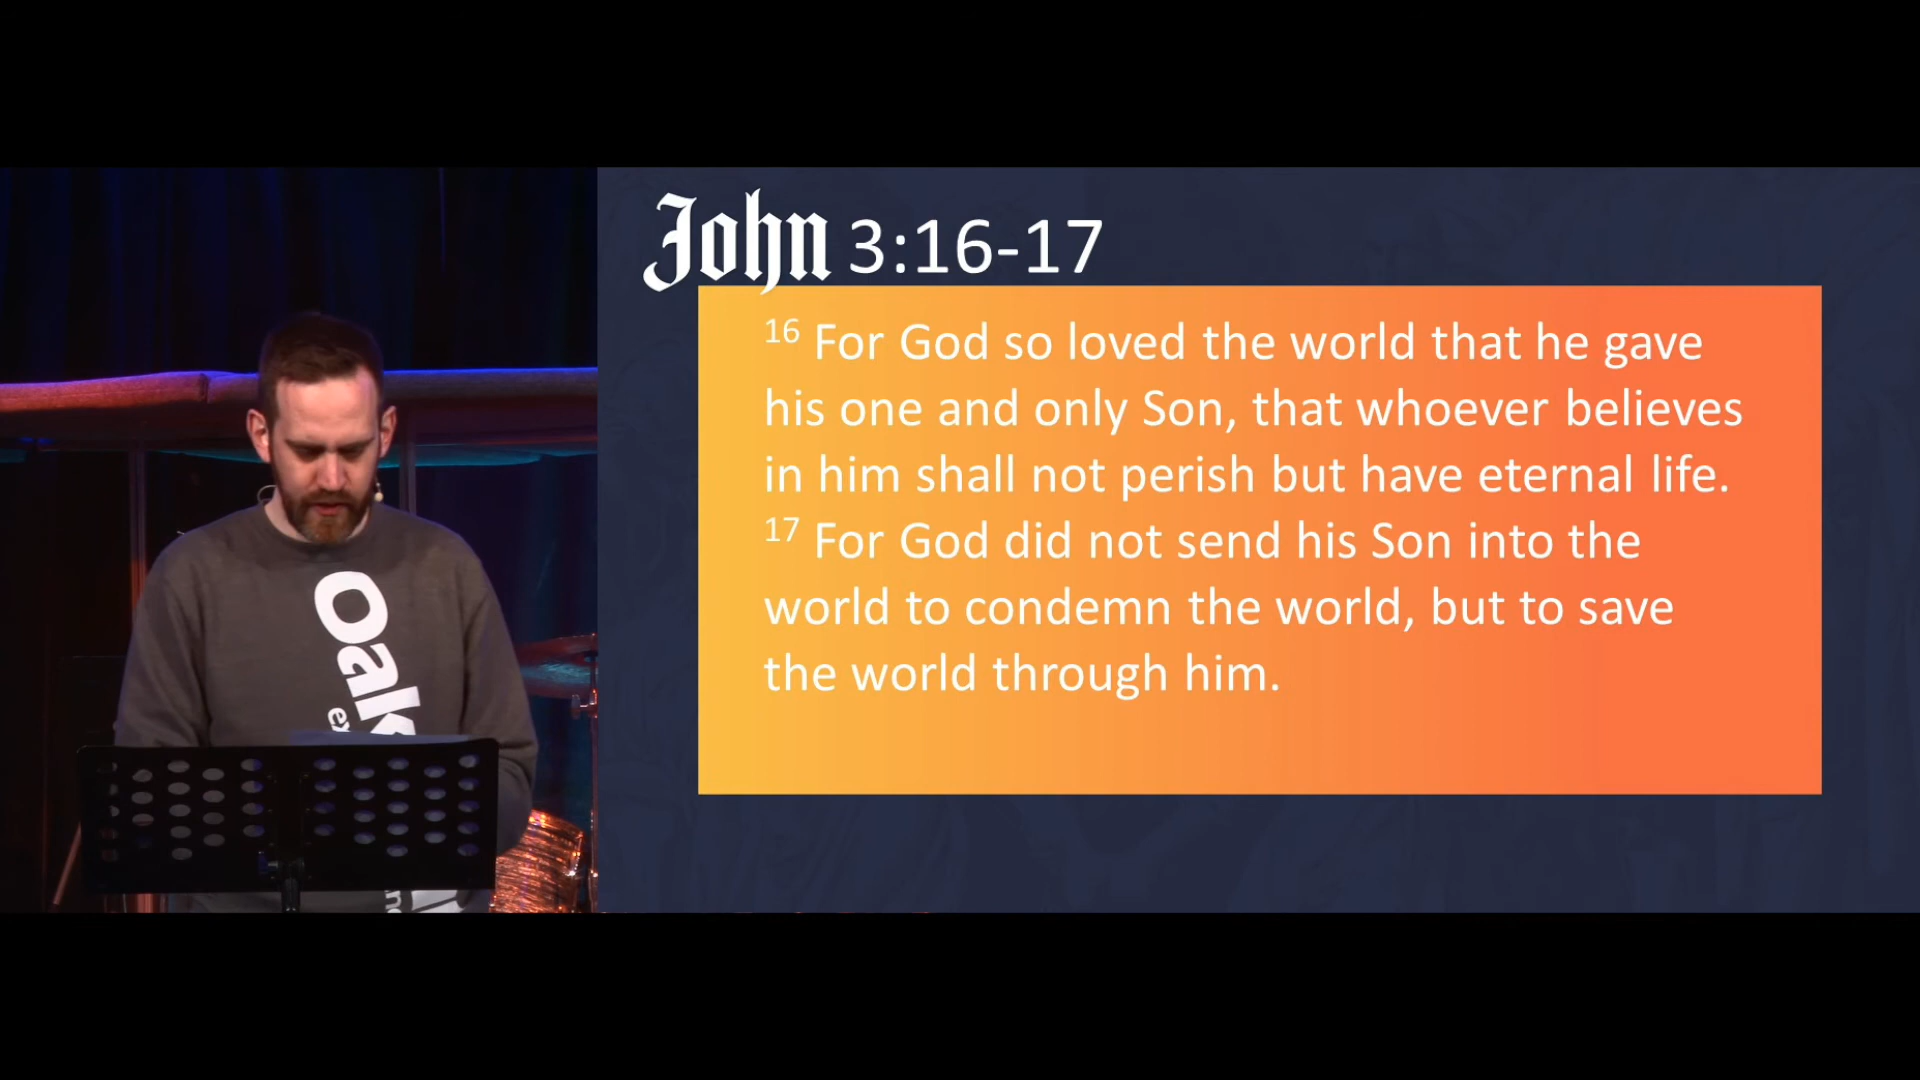 John 3:16-17
16 For God so loved the world that he gave
his one and only Son, that whoever believes
in him shall not perish but have eternal life.
17 For God did not send his Son into the
world to condemn the world, but to save
the world through him.
Oak